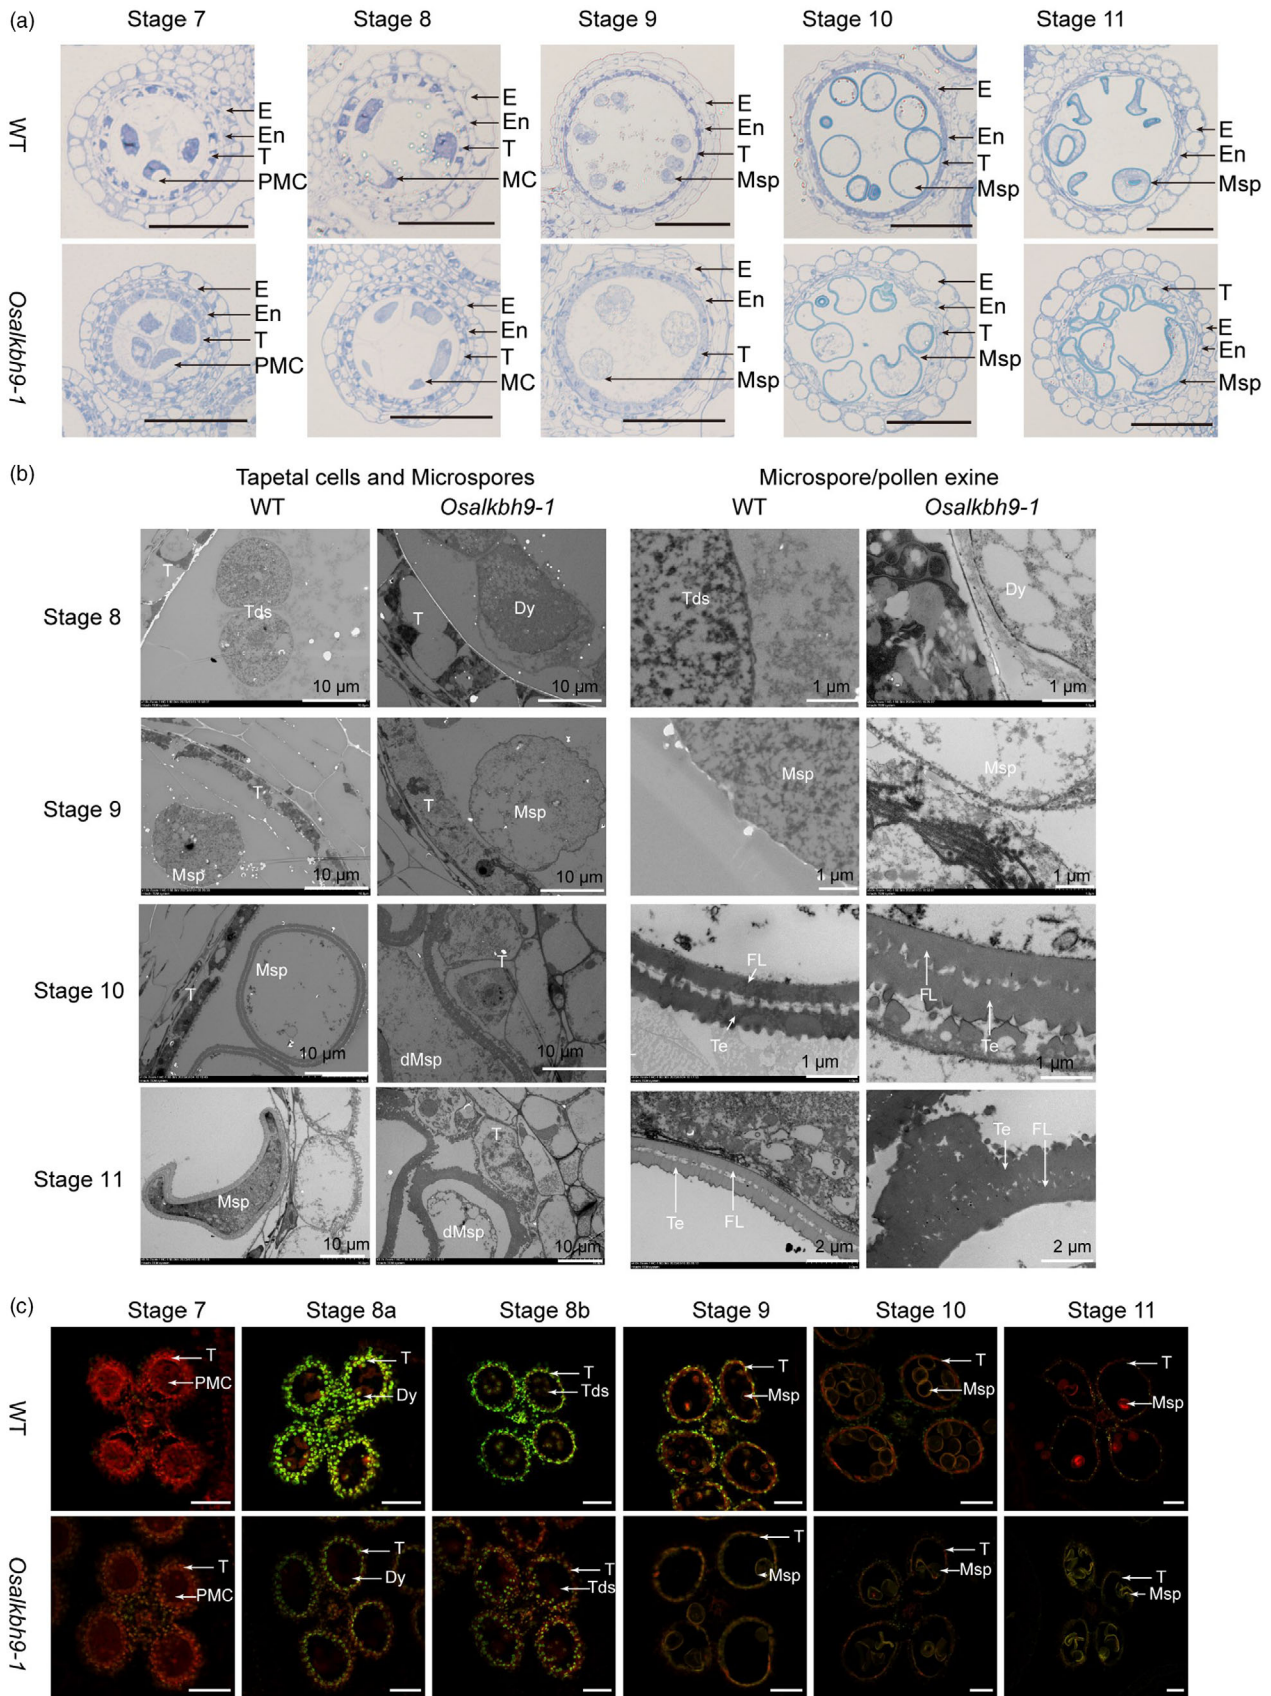 (a)
Stage 7 Stage 8 Stage 9 Stage 10 Stage 11
WT
E
En
T
PMC
E
En
T
MC
E
En
T
Msp
E
En
T
Msp
E
En
Msp
Osalkbh9-1
E
En
T
PMC
E
En
T
MC
E
En
T
Msp
E
En
T
Msp
T
E
En
Msp
(b)
Tapetal cells and Microspores Microspore/pollen exine
WT Osalkbh9-1 WT Osalkbh9-1
Stage 8
T
Tds
10 µm
T
Dy
10 µm
Tds
1 µm
Dy
1 µm
Stage 9
T
Msp
10 µm
T
Msp
10 µm
Msp
1 µm
Msp
1 µm
Stage 10
Msp
T
10 µm
T
dMsp
10 µm
FL
Te
1 µm
FL
Te
1 µm
Stage 11
Msp
10 µm
T
dMsp
10 µm
Te
FL
2 µm
Te
FL
2 µm
(c)
Stage 7 Stage 8a Stage 8b Stage 9 Stage 10 Stage 11
WT
T
PMC
T
Dy
T
Tds
T
Msp
T
Msp
T
Msp
Osalkbh9-1
T
PMC
T
Dy
T
Tds
T
Msp
T
Msp
T
Msp